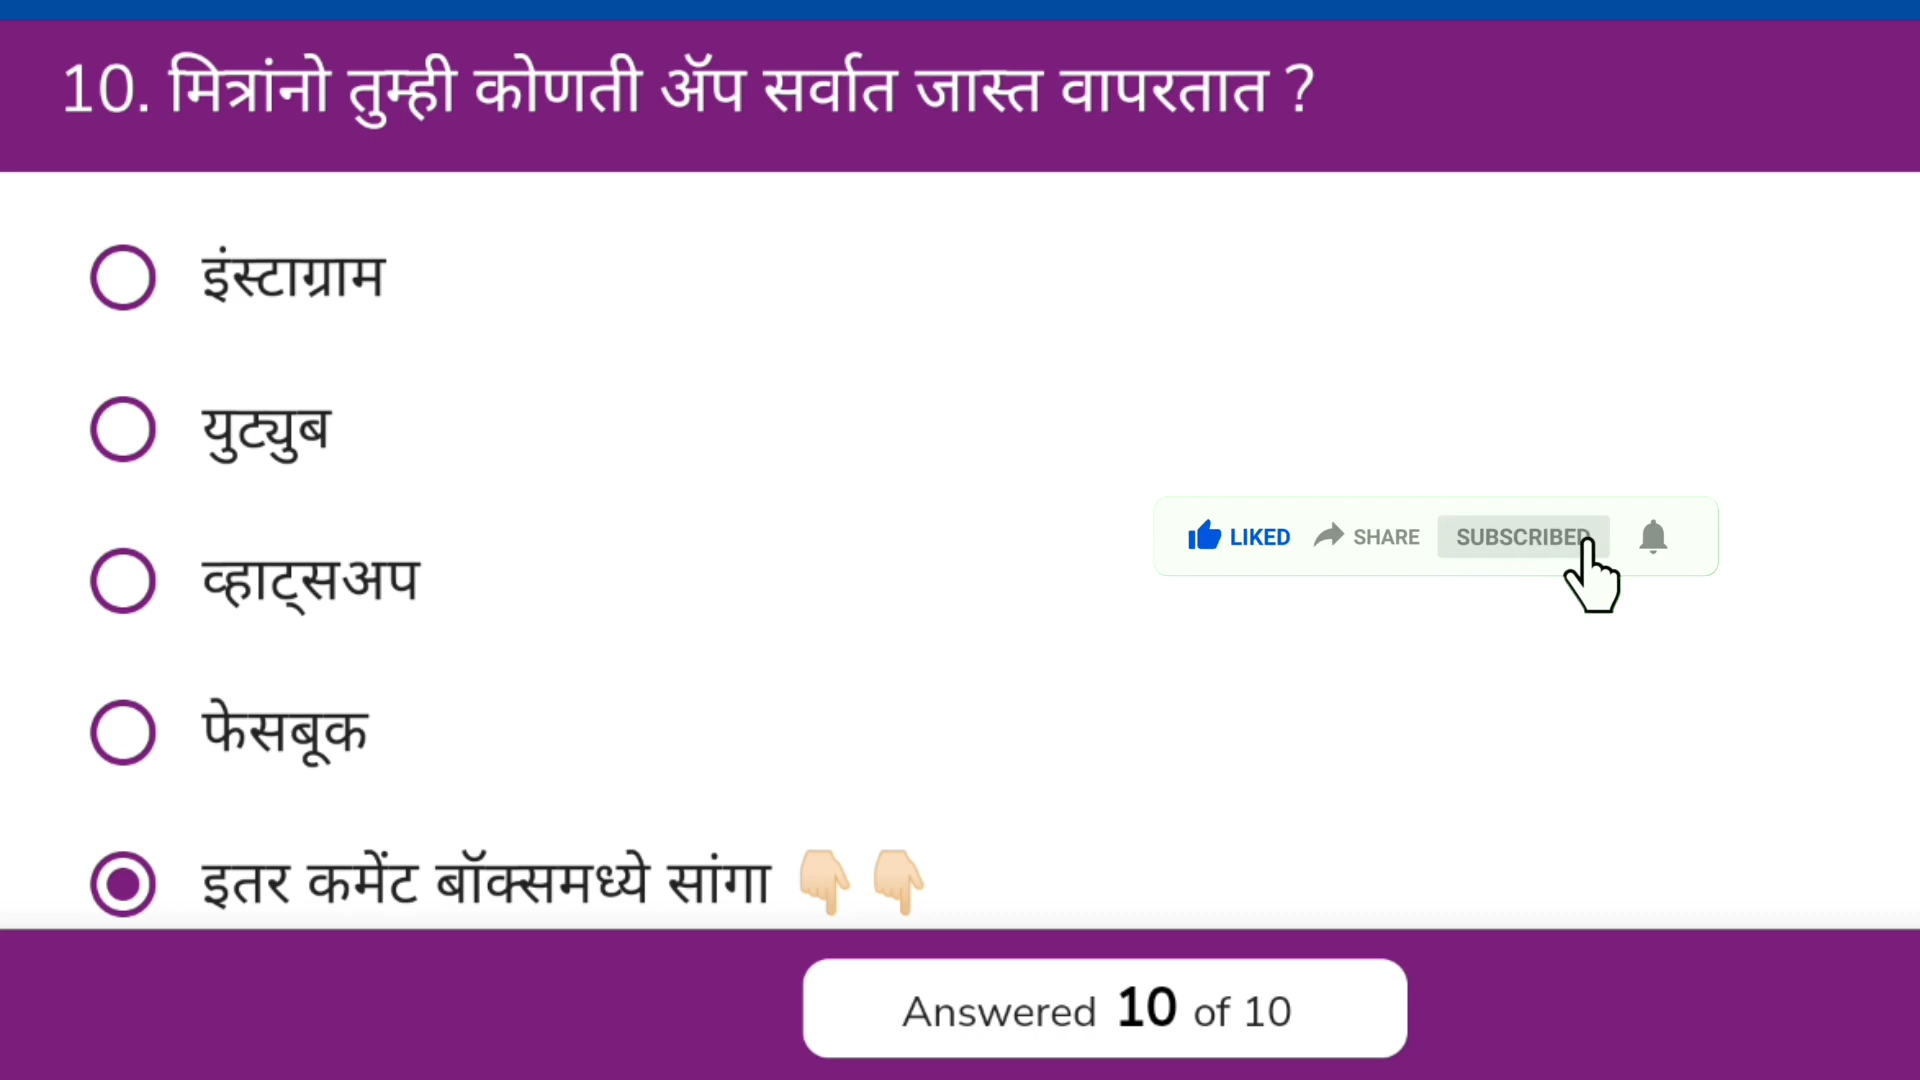 10. मित्रांनो तुम्ही कोणती ॲप सर्वात जास्त वापरतात ?
इंस्टाग्राम
युट्युब
व्हाट्सअप
LIKED SHARE SUBSCRIBED
फेसबूक
इतर कमेंट बॉक्समध्ये सांगा 👇🏻👇🏻
Answered 10 of 10